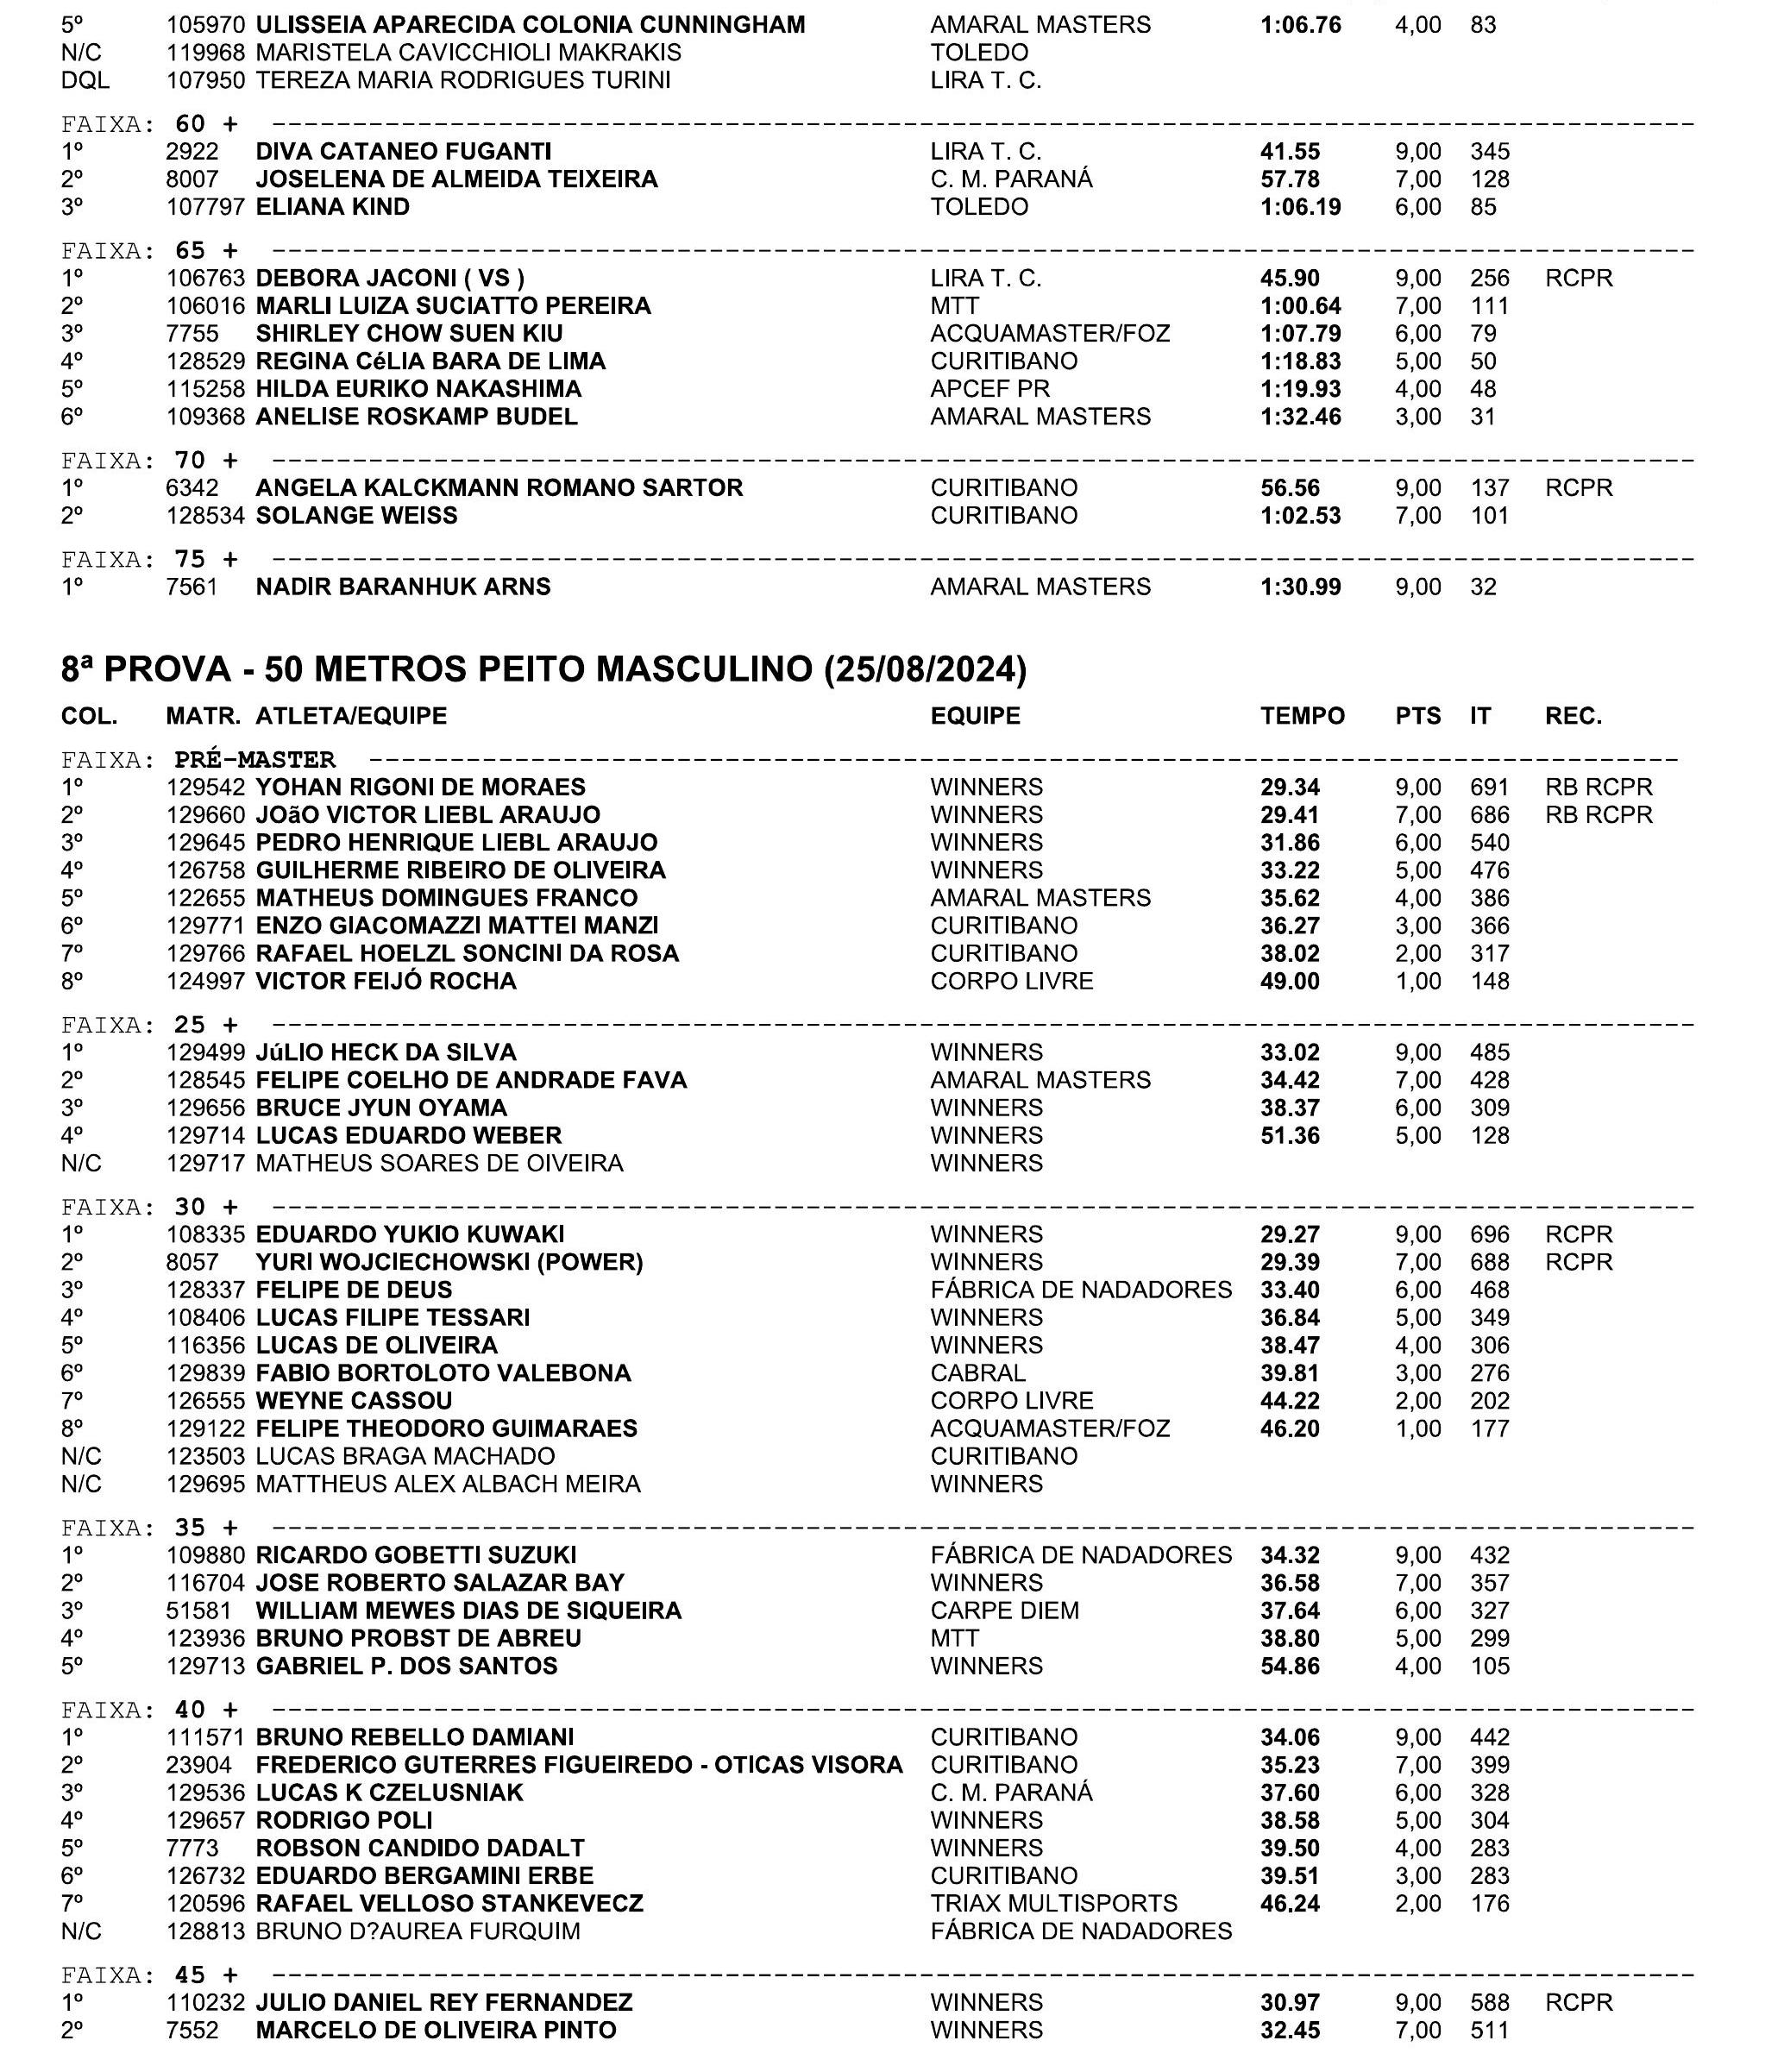 5º 105970 ULISSEIA APARECIDA COLONIA CUNNINGHAM AMARAL MASTERS 1:06.76 4,00 83
N/C 119968 MARISTELA CAVICCHIOLI MAKRAKIS TOLEDO
DQL 107950 TEREZA MARIA RODRIGUES TURINI LIRA T. C.
FAIXA: 60 +
1º 2922 DIVA CATANEO FUGANTI LIRA T. C. 41.55 9,00 345
2º 8007 JOSELENA DE ALMEIDA TEIXEIRA C. M. PARANÁ 57.78 7,00 128
3º 107797 ELIANA KIND TOLEDO 1:06.19 6,00 85
FAIXA: 65 +
1º 106763 DEBORA JACONI ( VS ) LIRA T. C. 45.90 9,00 256 RCPR
2º 106016 MARLI LUIZA SUCIATTO PEREIRA MTT 1:00.64 7,00 111
3º 7755 SHIRLEY CHOW SUEN KIU ACQUAMASTER/FOZ 1:07.79 6,00 79
4º 128529 REGINA CéLIA BARA DE LIMA CURITIBANO 1:18.83 5,00 50
5º 115258 HILDA EURIKO NAKASHIMA APCEF PR 1:19.93 4,00 48
6º 109368 ANELISE ROSKAMP BUDEL AMARAL MASTERS 1:32.46 3,00 31
FAIXA: 70 +
1º 6342 ANGELA KALCKMANN ROMANO SARTOR CURITIBANO 56.56 9,00 137 RCPR
2º 128534 SOLANGE WEISS CURITIBANO 1:02.53 7,00 101
FAIXA: 75 +
1º 7561 NADIR BARANHUK ARNS AMARAL MASTERS 1:30.99 9,00 32
8ª PROVA - 50 METROS PEITO MASCULINO (25/08/2024)
COL. MATR. ATLETA/EQUIPE EQUIPE TEMPO PTS IT REC.
FAIXA: PRÉ-MASTER
1º 129542 YOHAN RIGONI DE MORAES WINNERS 29.34 9,00 691 RB RCPR
2º 129660 JOãO VICTOR LIEBL ARAUJO WINNERS 29.41 7,00 686 RB RCPR
3º 129645 PEDRO HENRIQUE LIEBL ARAUJO WINNERS 31.86 6,00 540
4º 126758 GUILHERME RIBEIRO DE OLIVEIRA WINNERS 33.22 5,00 476
5º 122655 MATHEUS DOMINGUES FRANCO AMARAL MASTERS 35.62 4,00 386
6º 129771 ENZO GIACOMAZZI MATTEI MANZI CURITIBANO 36.27 3,00 366
7º 129766 RAFAEL HOELZL SONCINI DA ROSA CURITIBANO 38.02 2,00 317
8º 124997 VICTOR FEIJÓ ROCHA CORPO LIVRE 49.00 1,00 148
FAIXA: 25 +
1º 129499 JúLIO HECK DA SILVA WINNERS 33.02 9,00 485
2º 128545 FELIPE COELHO DE ANDRADE FAVA AMARAL MASTERS 34.42 7,00 428
3º 129656 BRUCE JYUN OYAMA WINNERS 38.37 6,00 309
4º 129714 LUCAS EDUARDO WEBER WINNERS 51.36 5,00 128
N/C 129717 MATHEUS SOARES DE OIVEIRA WINNERS
FAIXA: 30 +
1º 108335 EDUARDO YUKIO KUWAKI WINNERS 29.27 9,00 696 RCPR
2º 8057 YURI WOJCIECHOWSKI (POWER) WINNERS 29.39 7,00 688 RCPR
3º 128337 FELIPE DE DEUS FÁBRICA DE NADADORES 33.40 6,00 468
4º 108406 LUCAS FILIPE TESSARI WINNERS 36.84 5,00 349
5º 116356 LUCAS DE OLIVEIRA WINNERS 38.47 4,00 306
6º 129839 FABIO BORTOLOTO VALEBONA CABRAL 39.81 3,00 276
7º 126555 WEYNE CASSOU CORPO LIVRE 44.22 2,00 202
8º 129122 FELIPE THEODORO GUIMARAES ACQUAMASTER/FOZ 46.20 1,00 177
N/C 123503 LUCAS BRAGA MACHADO CURITIBANO
N/C 129695 MATTHEUS ALEX ALBACH MEIRA WINNERS
FAIXA: 35 +
1º 109880 RICARDO GOBETTI SUZUKI FÁBRICA DE NADADORES 34.32 9,00 432
2º 116704 JOSE ROBERTO SALAZAR BAY WINNERS 36.58 7,00 357
3º 51581 WILLIAM MEWES DIAS DE SIQUEIRA CARPE DIEM 37.64 6,00 327
4º 123936 BRUNO PROBST DE ABREU MTT 38.80 5,00 299
5º 129713 GABRIEL P. DOS SANTOS WINNERS 54.86 4,00 105
FAIXA: 40 +
1º 111571 BRUNO REBELLO DAMIANI CURITIBANO 34.06 9,00 442
2º 23904 FREDERICO GUTERRES FIGUEIREDO - OTICAS VISORA CURITIBANO 35.23 7,00 399
3º 129536 LUCAS K CZELUSNIAK C. M. PARANÁ 37.60 6,00 328
4º 129657 RODRIGO POLI WINNERS 38.58 5,00 304
5º 7773 ROBSON CANDIDO DADALT WINNERS 39.50 4,00 283
6º 126732 EDUARDO BERGAMINI ERBE CURITIBANO 39.51 3,00 283
7º 120596 RAFAEL VELLOSO STANKEVECZ TRIAX MULTISPORTS 46.24 2,00 176
N/C 128813 BRUNO D?AUREA FURQUIM FÁBRICA DE NADADORES
FAIXA: 45 +
1º 110232 JULIO DANIEL REY FERNANDEZ WINNERS 30.97 9,00 588 RCPR
2º 7552 MARCELO DE OLIVEIRA PINTO WINNERS 32.45 7,00 511